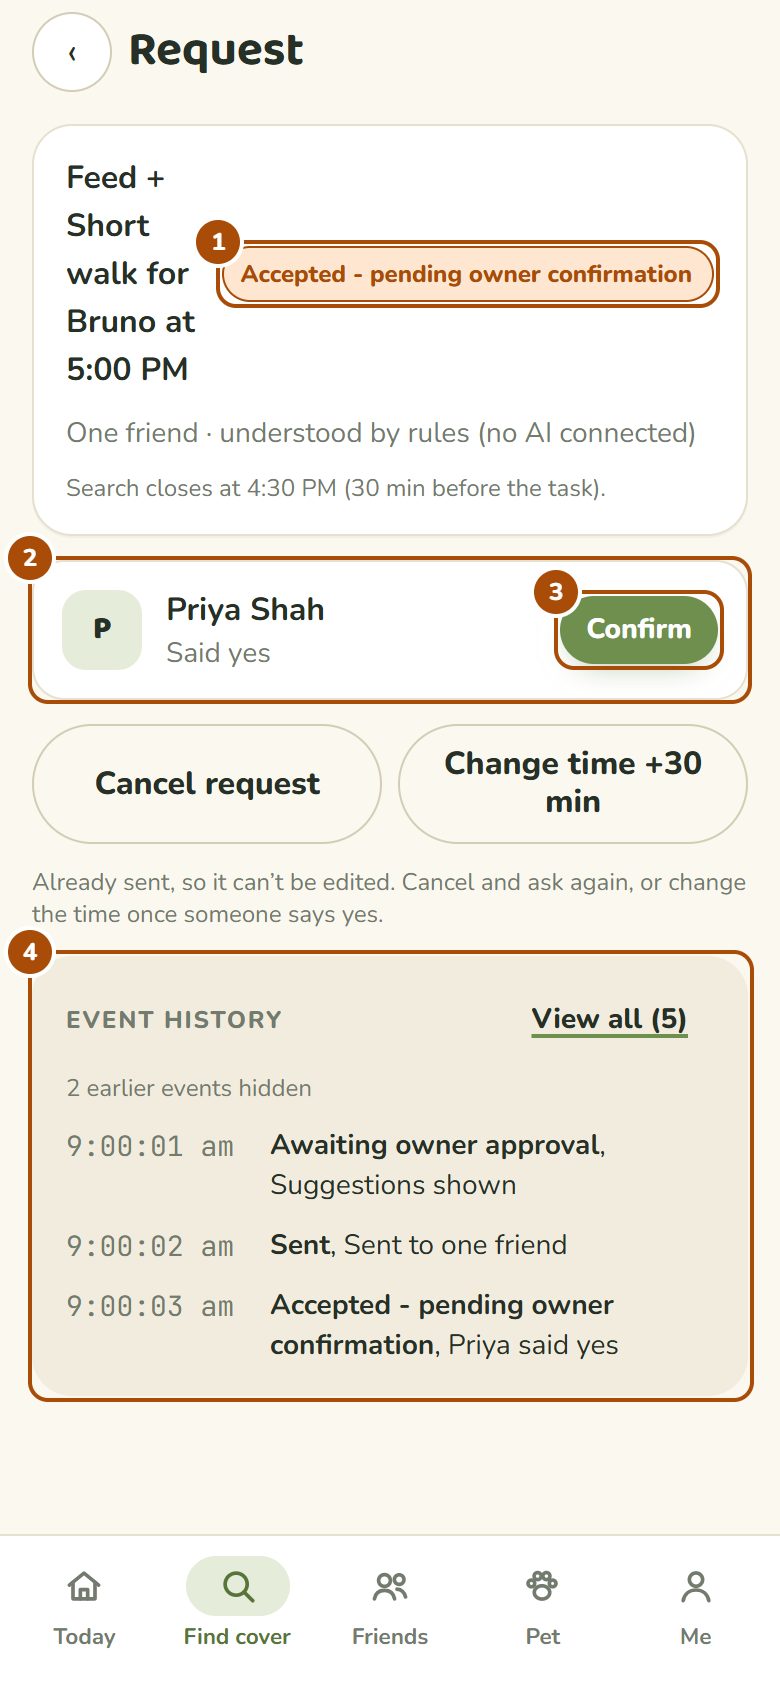 ‹ Request
Feed +
Short
walk for
Bruno at
5:00 PM
1
Accepted - pending owner confirmation
One friend · understood by rules (no AI connected)
Search closes at 4:30 PM (30 min before the task).
2
P
Priya Shah
Said yes
3
Confirm
Cancel request
Change time +30
min
Already sent, so it can’t be edited. Cancel and ask again, or change
the time once someone says yes.
4
EVENT HISTORY
View all (5)
2 earlier events hidden
9:00:01 am Awaiting owner approval,
Suggestions shown
9:00:02 am Sent, Sent to one friend
9:00:03 am Accepted - pending owner
confirmation, Priya said yes
Today
Find cover
Friends
Pet
Me